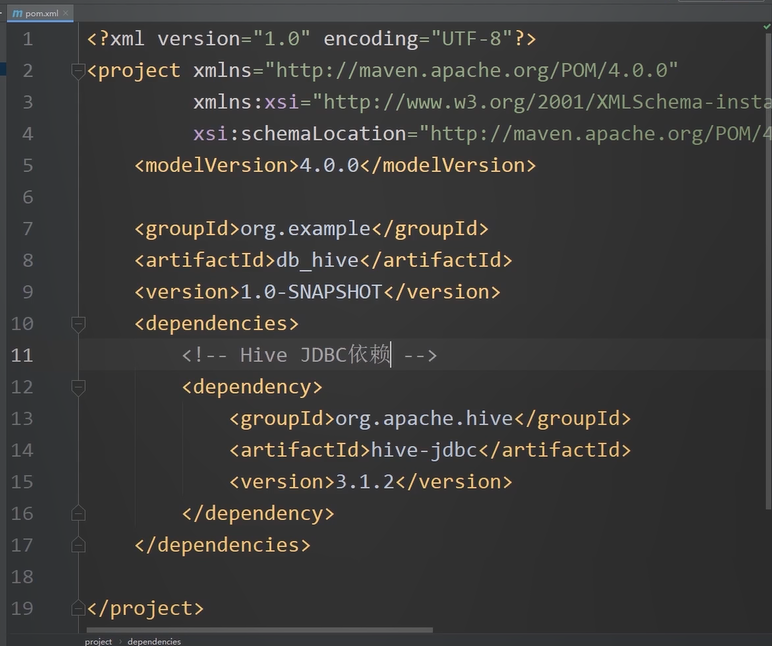 pom.xml
1 <?xml version="1.0" encoding="UTF-8"?>
2 <project xmlns="http://maven.apache.org/POM/4.0.0"
3 xmlns:xsi="http://www.w3.org/2001/XMLSchema-insta
4 xsi:schemaLocation="http://maven.apache.org/POM/4
5 <modelVersion>4.0.0</modelVersion>
6
7 <groupId>org.example</groupId>
8 <artifactId>db_hive</artifactId>
9 <version>1.0-SNAPSHOT</version>
10 <dependencies>
11 <!-- Hive JDBC依赖 -->
12 <dependency>
13 <groupId>org.apache.hive</groupId>
14 <artifactId>hive-jdbc</artifactId>
15 <version>3.1.2</version>
16 </dependency>
17 </dependencies>
18
19 </project>
project › dependencies